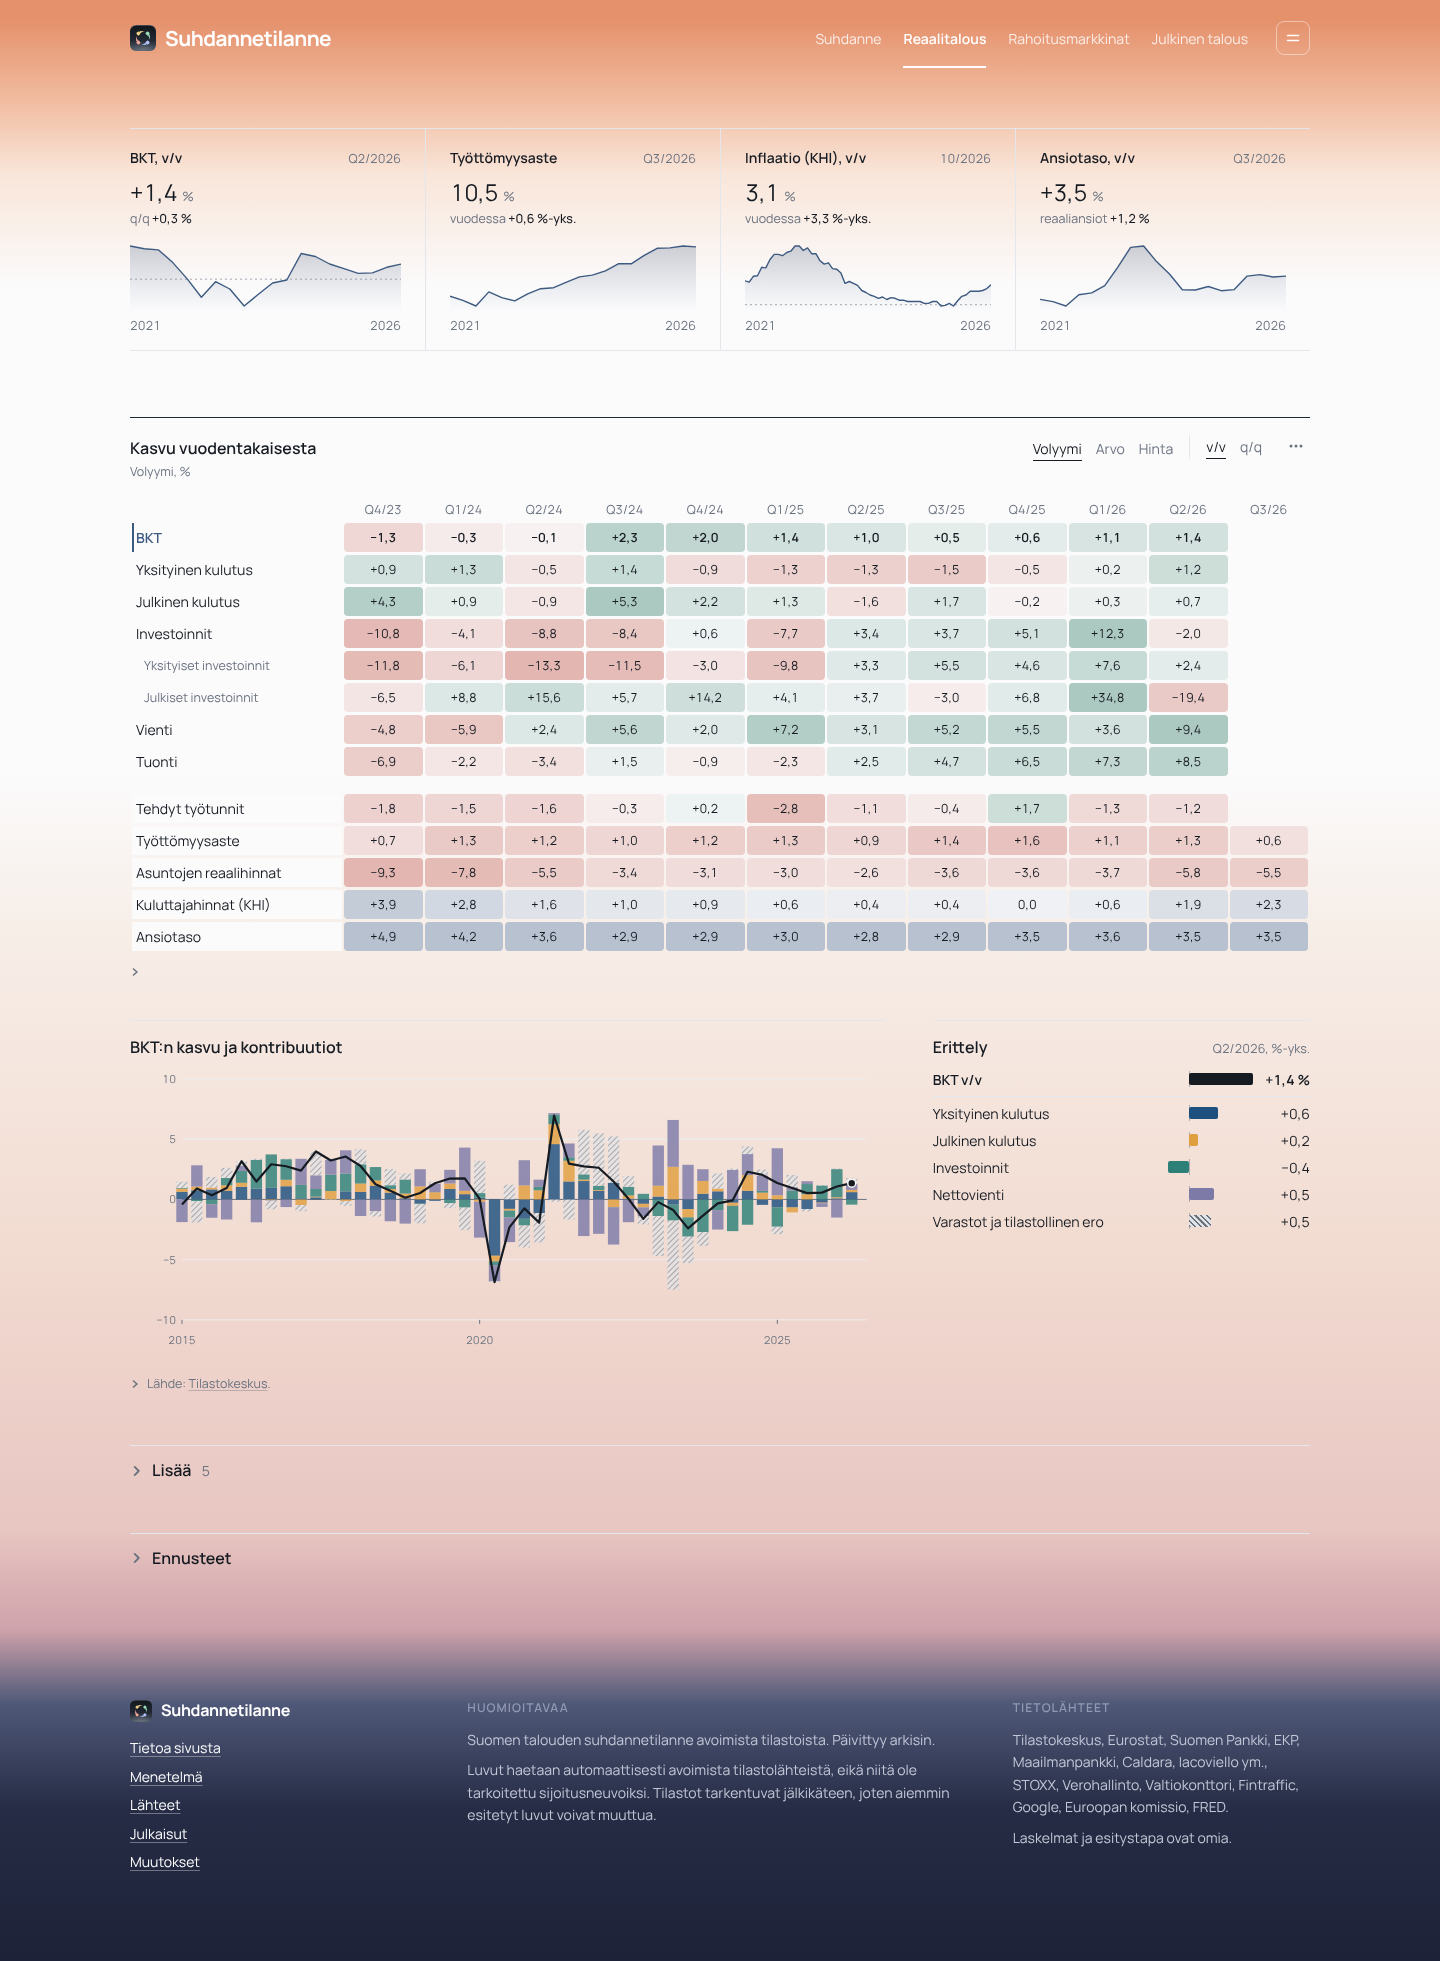 Suhdannetilanne
Suhdanne Reaalitalous Rahoitusmarkkinat Julkinen talous
BKT, v/v Q2/2026
+1,4 %
q/q +0,3 %
2021 2026
Työttömyysaste Q3/2026
10,5 %
vuodessa +0,6 %-yks.
2021 2026
Inflaatio (KHI), v/v 10/2026
3,1 %
vuodessa +3,3 %-yks.
2021 2026
Ansiotaso, v/v Q3/2026
+3,5 %
reaaliansiot +1,2 %
2021 2026
Kasvu vuodentakaisesta
Volyymi, %
Volyymi Arvo Hinta v/v q/q
Q4/23 Q1/24 Q2/24 Q3/24 Q4/24 Q1/25 Q2/25 Q3/25 Q4/25 Q1/26 Q2/26 Q3/26
BKT −1,3 −0,3 −0,1 +2,3 +2,0 +1,4 +1,0 +0,5 +0,6 +1,1 +1,4
Yksityinen kulutus +0,9 +1,3 −0,5 +1,4 −0,9 −1,3 −1,3 −1,5 −0,5 +0,2 +1,2
Julkinen kulutus +4,3 +0,9 −0,9 +5,3 +2,2 +1,3 −1,6 +1,7 −0,2 +0,3 +0,7
Investoinnit −10,8 −4,1 −8,8 −8,4 +0,6 −7,7 +3,4 +3,7 +5,1 +12,3 −2,0
Yksityiset investoinnit −11,8 −6,1 −13,3 −11,5 −3,0 −9,8 +3,3 +5,5 +4,6 +7,6 +2,4
Julkiset investoinnit −6,5 +8,8 +15,6 +5,7 +14,2 +4,1 +3,7 −3,0 +6,8 +34,8 −19,4
Vienti −4,8 −5,9 +2,4 +5,6 +2,0 +7,2 +3,1 +5,2 +5,5 +3,6 +9,4
Tuonti −6,9 −2,2 −3,4 +1,5 −0,9 −2,3 +2,5 +4,7 +6,5 +7,3 +8,5
Tehdyt työtunnit −1,8 −1,5 −1,6 −0,3 +0,2 −2,8 −1,1 −0,4 +1,7 −1,3 −1,2
Työttömyysaste +0,7 +1,3 +1,2 +1,0 +1,2 +1,3 +0,9 +1,4 +1,6 +1,1 +1,3 +0,6
Asuntojen reaalihinnat −9,3 −7,8 −5,5 −3,4 −3,1 −3,0 −2,6 −3,6 −3,6 −3,7 −5,8 −5,5
Kuluttajahinnat (KHI) +3,9 +2,8 +1,6 +1,0 +0,9 +0,6 +0,4 +0,4 0,0 +0,6 +1,9 +2,3
Ansiotaso +4,9 +4,2 +3,6 +2,9 +2,9 +3,0 +2,8 +2,9 +3,5 +3,6 +3,5 +3,5
BKT:n kasvu ja kontribuutiot
10
5
0
−5
−10
2015 2020 2025
Lähde: Tilastokeskus.
Erittely Q2/2026, %-yks.
BKT v/v +1,4 %
Yksityinen kulutus +0,6
Julkinen kulutus +0,2
Investoinnit −0,4
Nettovienti +0,5
Varastot ja tilastollinen ero +0,5
Lisää 5
Ennusteet
Suhdannetilanne
Tietoa sivusta
Menetelmä
Lähteet
Julkaisut
Muutokset
HUOMIOITAVAA
Suomen talouden suhdannetilanne avoimista tilastoista. Päivittyy arkisin.
Luvut haetaan automaattisesti avoimista tilastolähteistä, eikä niitä ole
tarkoitettu sijoitusneuvoiksi. Tilastot tarkentuvat jälkikäteen, joten aiemmin
esitetyt luvut voivat muuttua.
TIETOLÄHTEET
Tilastokeskus, Eurostat, Suomen Pankki, EKP,
Maailmanpankki, Caldara, Iacoviello ym.,
STOXX, Verohallinto, Valtiokonttori, Fintraffic,
Google, Euroopan komissio, FRED.
Laskelmat ja esitystapa ovat omia.